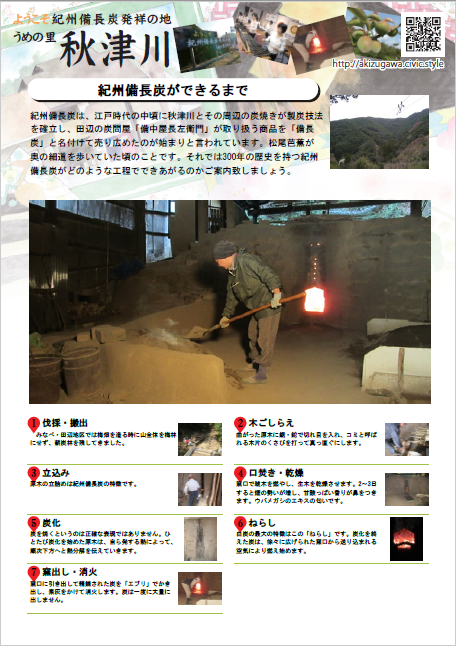 ようこそ紀州備長炭発祥の地
うめの里 秋津川
http://akizugawa.civic.style
紀州備長炭ができるまで
紀州備長炭は、江戸時代の中頃に秋津川とその周辺の炭焼きが製炭技法
を確立し、田辺の炭問屋「備中屋長左衛門」が取り扱う商品を「備長
炭」と名付けて売り広めたのが始まりと言われています。松尾芭蕉が
奥の細道を歩いていた頃のことです。それでは300年の歴史を持つ紀州
備長炭がどのような工程でできあがるのかご案内致しましょう。
1 伐採・搬出
みなべ・田辺地区では梅畑を造る時に山全体を梅林
にせず、薪炭林を残してきました。
2 木ごしらえ
曲がった原木に鋸・鉈で切れ目を入れ、コミと呼ば
れる木片のくさびを打って真っ直ぐにします。
3 立込み
原木の立詰めは紀州備長炭の特徴です。
4 口焚き・乾燥
窯口で雑木を燃やし、生木を乾燥させます。2～3日
すると煙の勢いが増し、甘酸っぱい香りが鼻をつき
ます。ウバメガシのエキスの匂いです。
5 炭化
炭を焼くというのは正確な表現ではありません。ひ
とたび炭化を始めた原木は、自ら発する熱によって、
順次下方へと熱分解を伝えていきます。
6 ねらし
白炭の最大の特徴はこの「ねらし」です。炭化を終
えた炭は、徐々に広げられた窯口から送り込まれる
空気により燃え始めます。
7 窯出し・消火
窯口に引き出して精錬された炭を「エブリ」でかき
出し、素灰をかけて消火します。炭は一度に大量に
出しません。